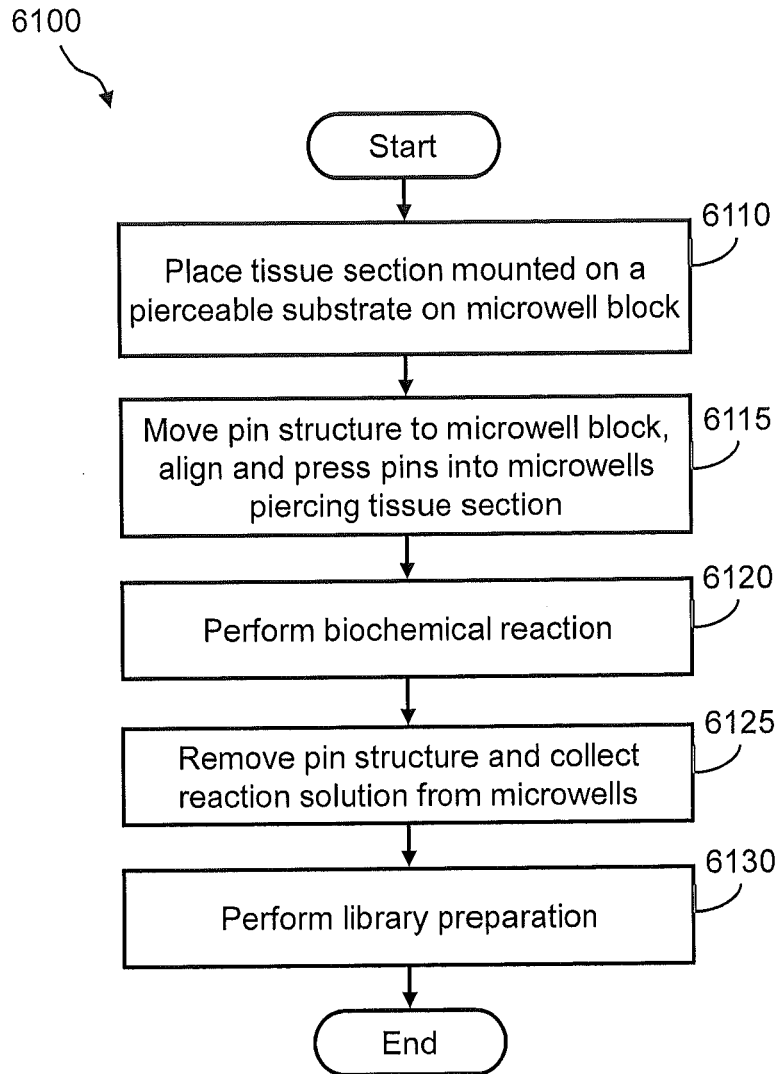 6100
Start
6110
Place tissue section mounted on a
pierceable substrate on microwell block
6115
Move pin structure to microwell block,
align and press pins into microwells
piercing tissue section
6120
Perform biochemical reaction
6125
Remove pin structure and collect
reaction solution from microwells
6130
Perform library preparation
End